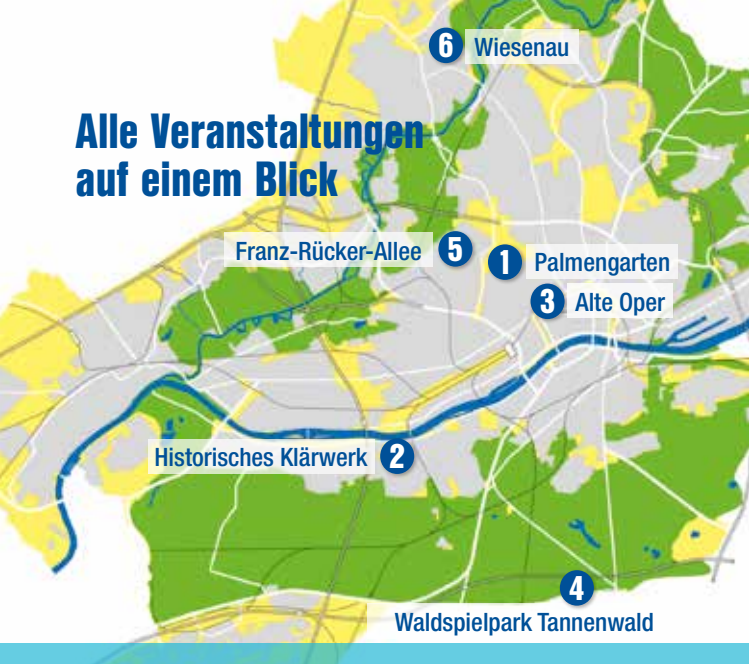 6 Wiesenau
Alle Veranstaltungen
auf einem Blick
Franz-Rücker-Allee 5
1 Palmengarten
3 Alte Oper
Historisches Klärwerk 2
4
Waldspielpark Tannenwald